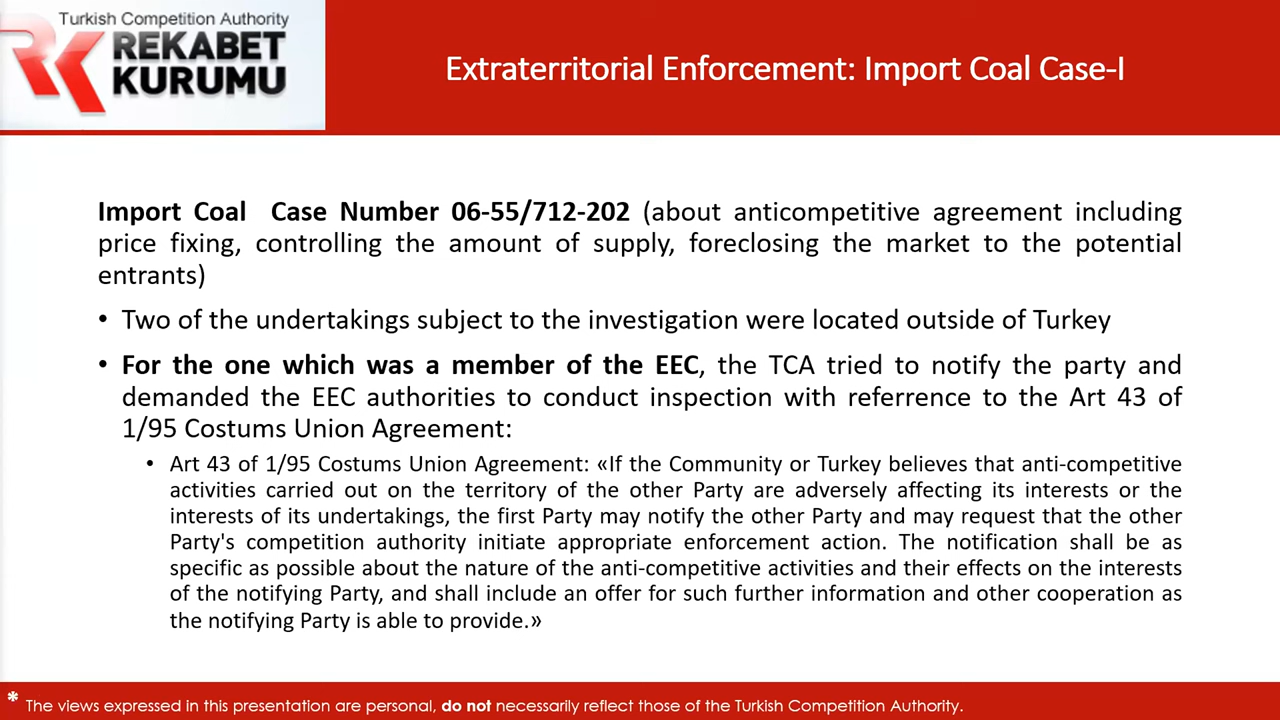 Turkish Competition Authority
REKABET
KURUMU
Extraterritorial Enforcement: Import Coal Case-I
Import Coal Case Number 06-55/712-202 (about anticompetitive agreement including
price fixing, controlling the amount of supply, foreclosing the market to the potential
entrants)
• Two of the undertakings subject to the investigation were located outside of Turkey
• For the one which was a member of the EEC, the TCA tried to notify the party and
demanded the EEC authorities to conduct inspection with referrence to the Art 43 of
1/95 Costums Union Agreement:
• Art 43 of 1/95 Costums Union Agreement: «If the Community or Turkey believes that anti-competitive
activities carried out on the territory of the other Party are adversely affecting its interests or the
interests of its undertakings, the first Party may notify the other Party and may request that the other
Party's competition authority initiate appropriate enforcement action. The notification shall be as
specific as possible about the nature of the anti-competitive activities and their effects on the interests
of the notifying Party, and shall include an offer for such further information and other cooperation as
the notifying Party is able to provide.»
* The views expressed in this presentation are personal, do not necessarily reflect those of the Turkish Competition Authority.